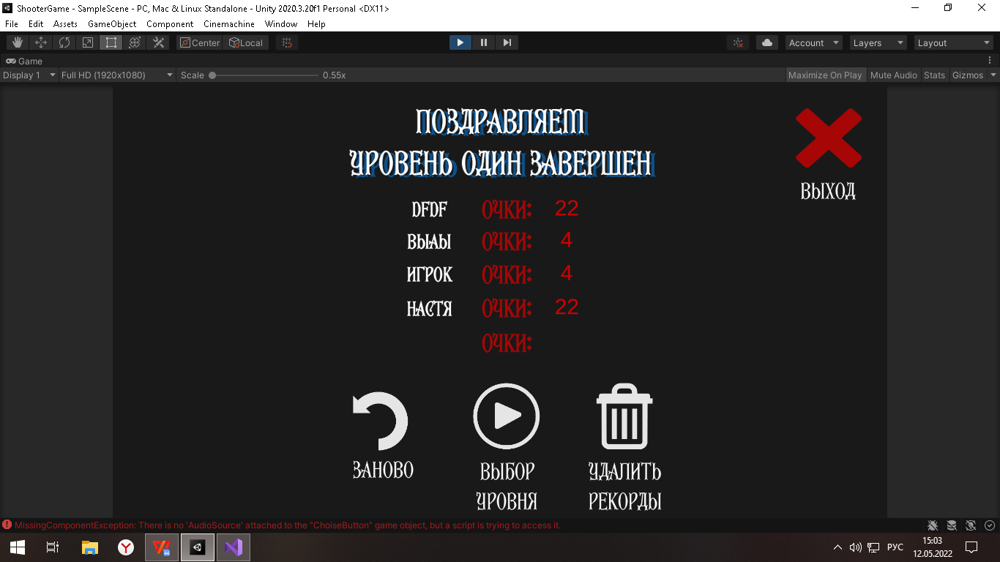 ShooterGame - SampleScene - PC, Mac & Linux Standalone - Unity 2020.3.20f1 Personal <DX11>
File Edit Assets GameObject Component Cinemachine Window Help
Center Local Account Layers Layout
Game
Display 1 Full HD (1920x1080) Scale 0.55x Maximize On Play Mute Audio Stats Gizmos
ПОЗДРАВЛЯЕМ
УРОВЕНЬ ОДИН ЗАВЕРШЕН
ВЫХОД
DFDF ОЧКИ: 22
ВЫАЫ ОЧКИ: 4
ИГРОК ОЧКИ: 4
НАСТЯ ОЧКИ: 22
ОЧКИ:
ЗАНОВО
ВЫБОР
УРОВНЯ
УДАЛИТЬ
РЕКОРДЫ
MissingComponentException: There is no 'AudioSource' attached to the "ChoiseButton" game object, but a script is trying to access it.
РУС
15:03
12.05.2022